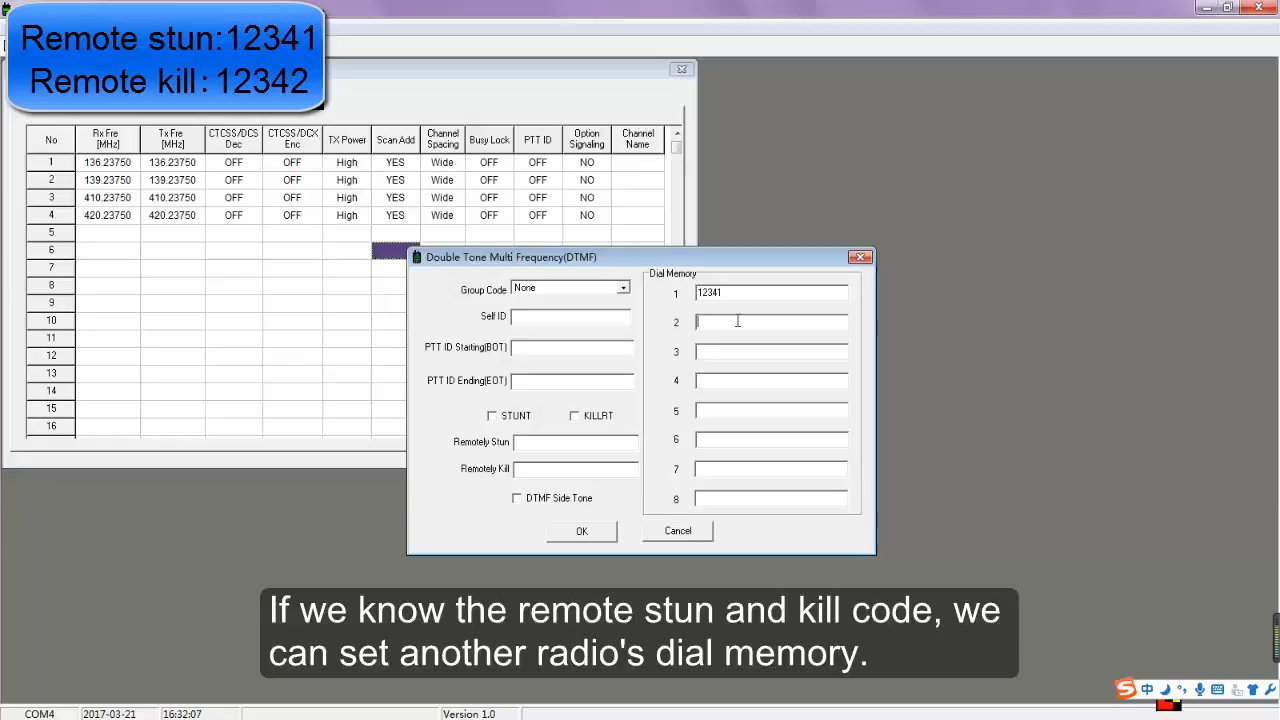 Remote stun:12341
Remote kill: 12342
No Rx Fre [MHz] Tx Fre [MHz] CTCSS/DCS Dec CTCSS/DCX Enc TX Power Scan Add Channel Spacing Busy Lock PTT ID Option Signaling Channel Name
1 136.23750 136.23750 OFF OFF High YES Wide OFF OFF NO
2 139.23750 139.23750 OFF OFF High YES Wide OFF OFF NO
3 410.23750 410.23750 OFF OFF High YES Wide OFF OFF NO
4 420.23750 420.23750 OFF OFF High YES Wide OFF OFF NO
5
6
7
8
9
10
11
12
13
14
15
16
Double Tone Multi Frequency(DTMF)
Group Code None
Self ID
PTT ID Starting(BOT)
PTT ID Ending(EOT)
STUNT KILLRT
Remotely Stun
Remotely Kill
DTMF Side Tone
OK Cancel
Dial Memory
1 12341
2
3
4
5
6
7
8
If we know the remote stun and kill code, we
can set another radio's dial memory.
S 中
COM4 2017-03-21 16:32:07 Version 1.0